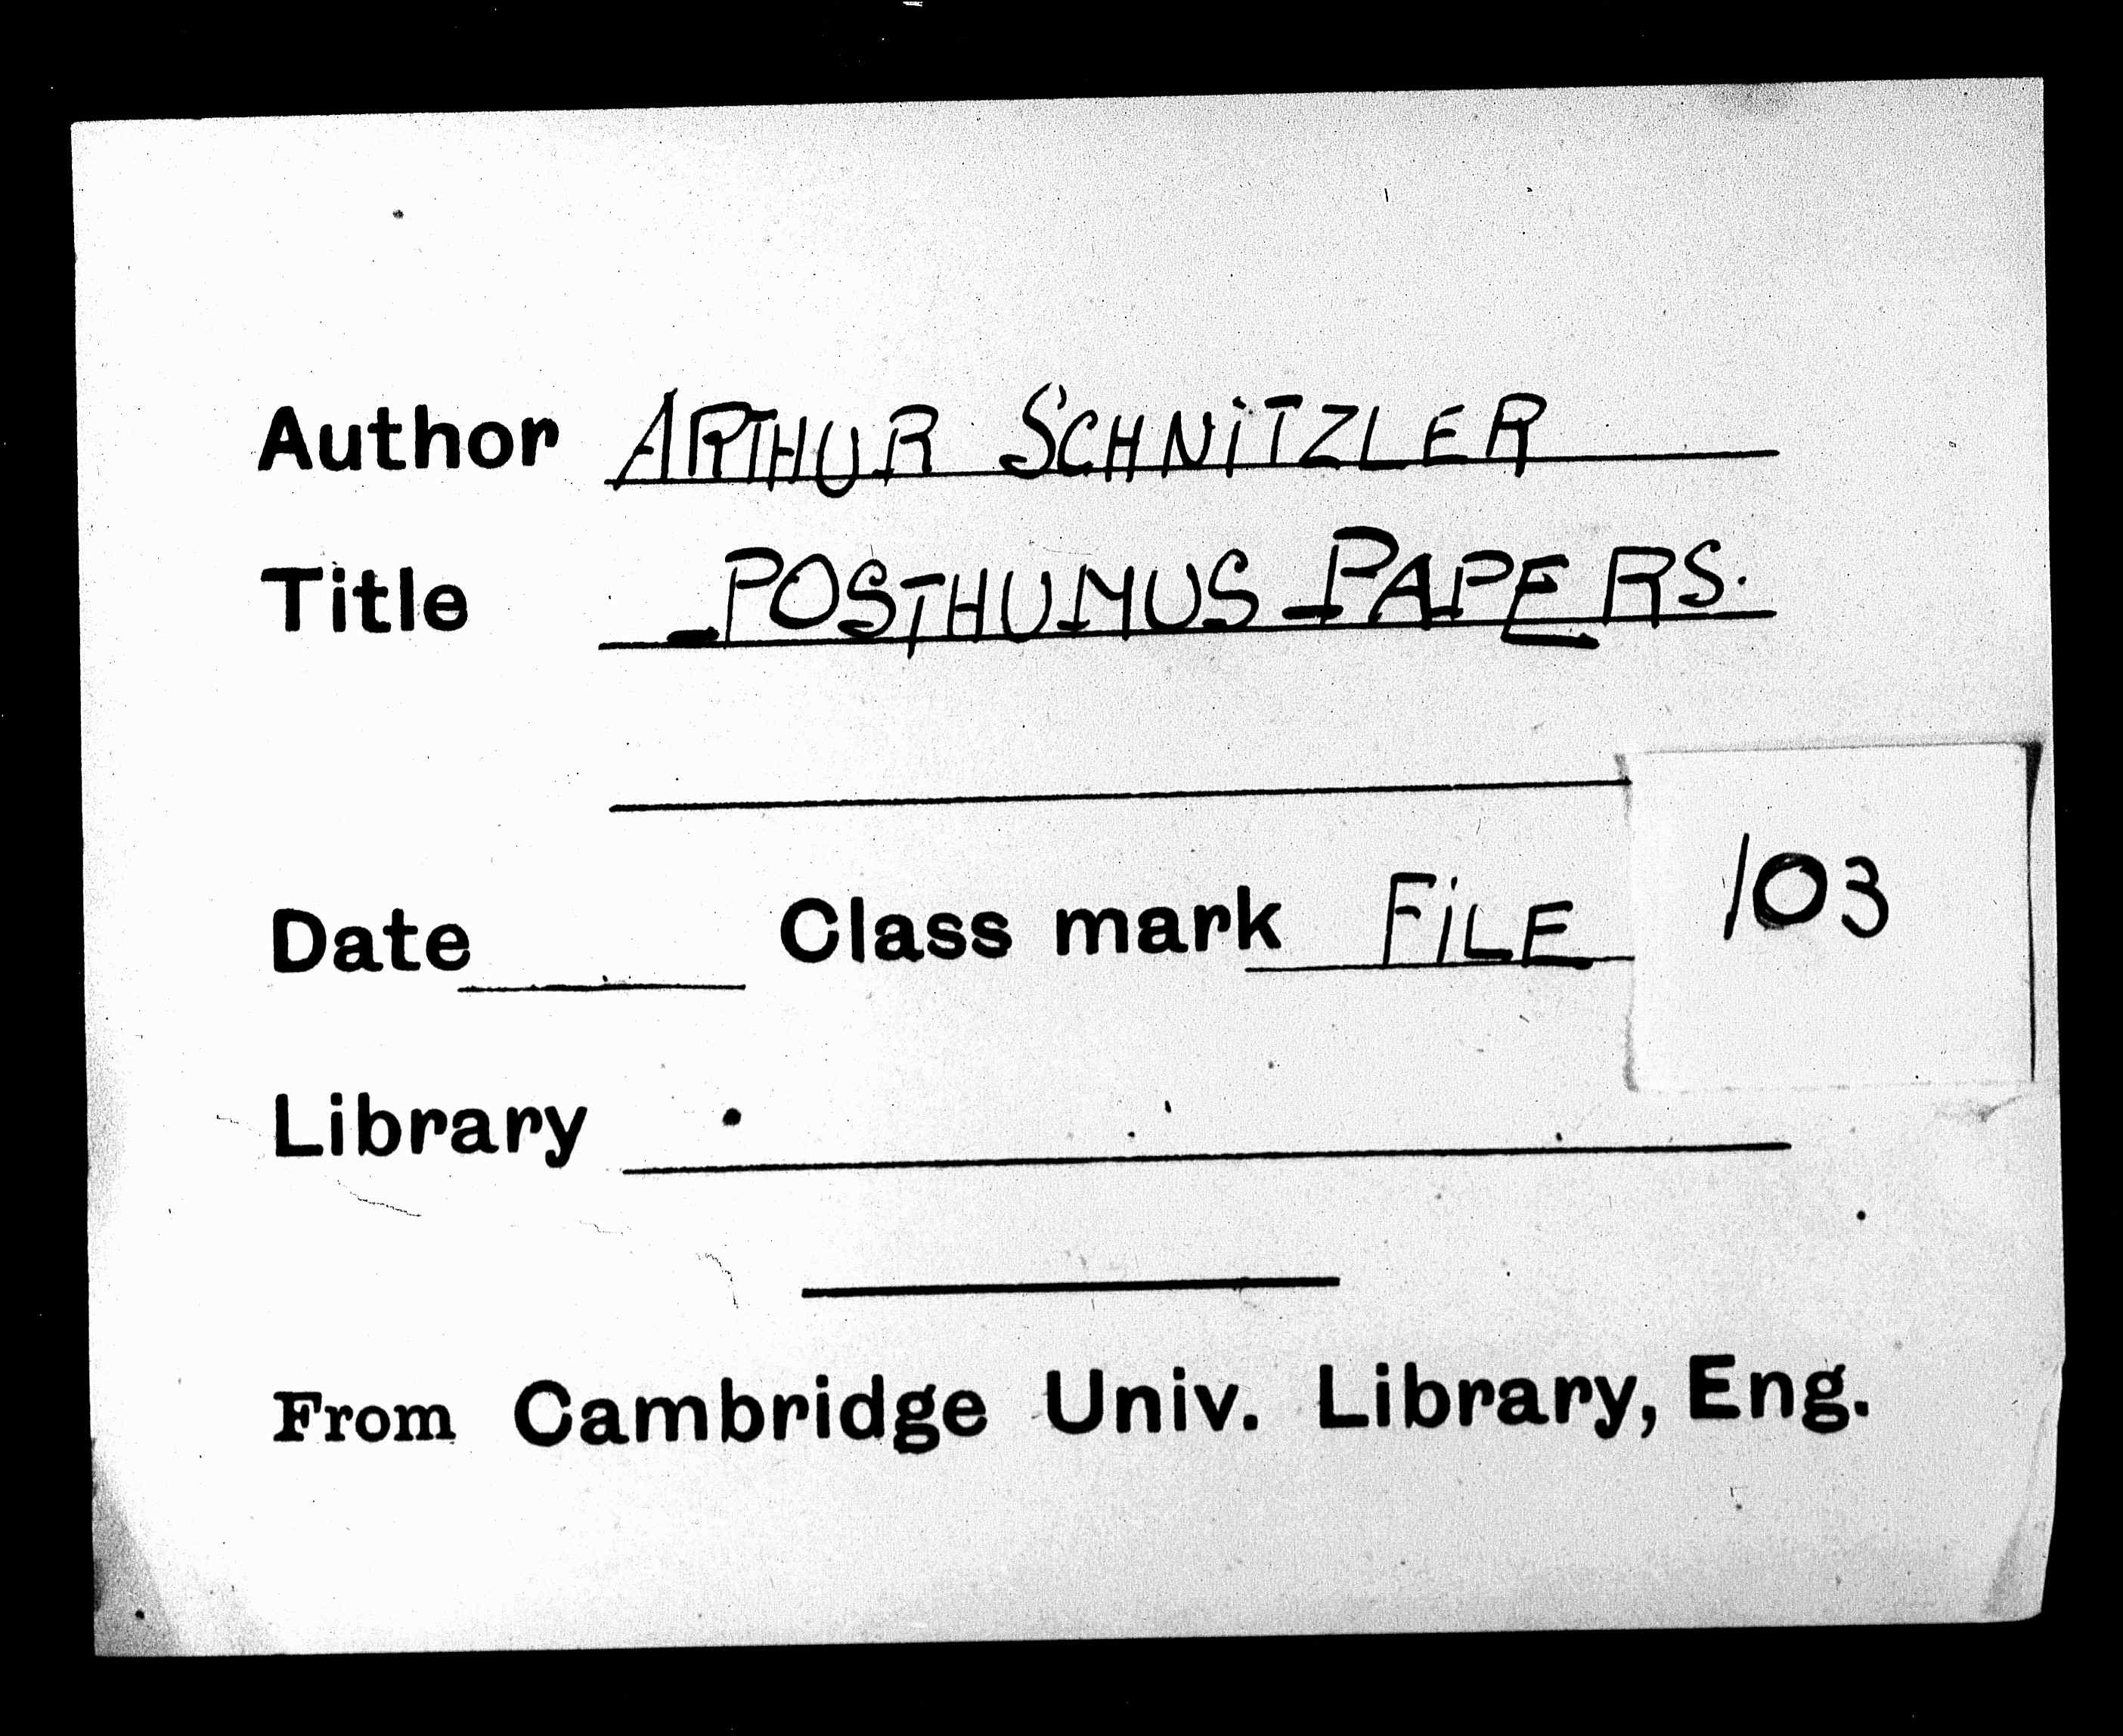 Author ARTHUR SCHNiTZLER
Title POSTHUMUS PAPERS.
Date Class mark FiLE 103
Library
From Cambridge Univ. Library, Eng.